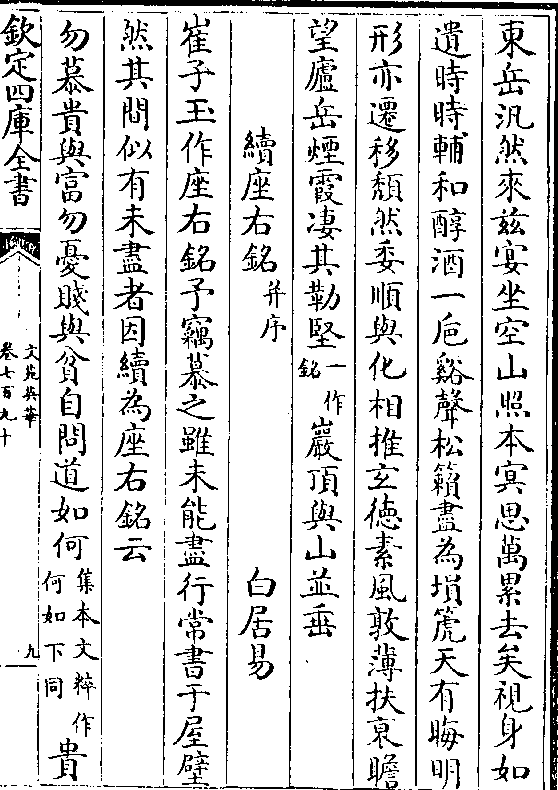 東岳汎然來兹宴坐空山照本㝠思萬累去矣視身如
遺時時輔和醇酒一巵谿聲松籟盡為塤箎天有晦明
形亦遷移頽然委順與化相推玄徳素風敦薄扶衰瞻
望廬岳煙霞凄其勒堅一作銘巖頂與山並垂
續座右銘并序 白居易
崔子玉作座右銘予竊慕之雖未能盡行常書于屋壁
然其間似有未盡者因續為座右銘云
勿慕貴與富勿憂賤與貧自問道如何集本文粹作何如下同貴
欽定四庫全書
文苑英華
卷七百九十
九